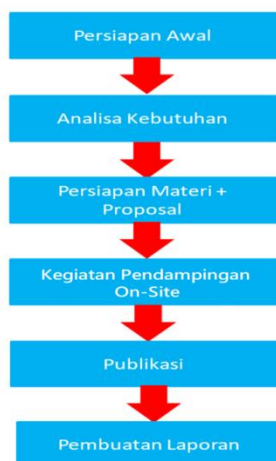 Persiapan Awal
Analisa Kebutuhan
Persiapan Materi +
Proposal
Kegiatan Pendampingan
On-Site
Publikasi
Pembuatan Laporan